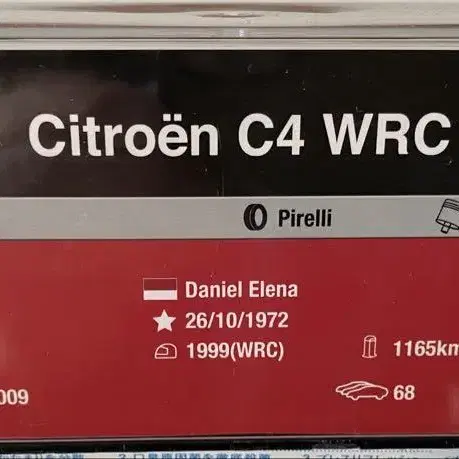 Citroën C4 WRC
Pirelli
Daniel Elena
26/10/1972
1999(WRC)
1165km
009
68